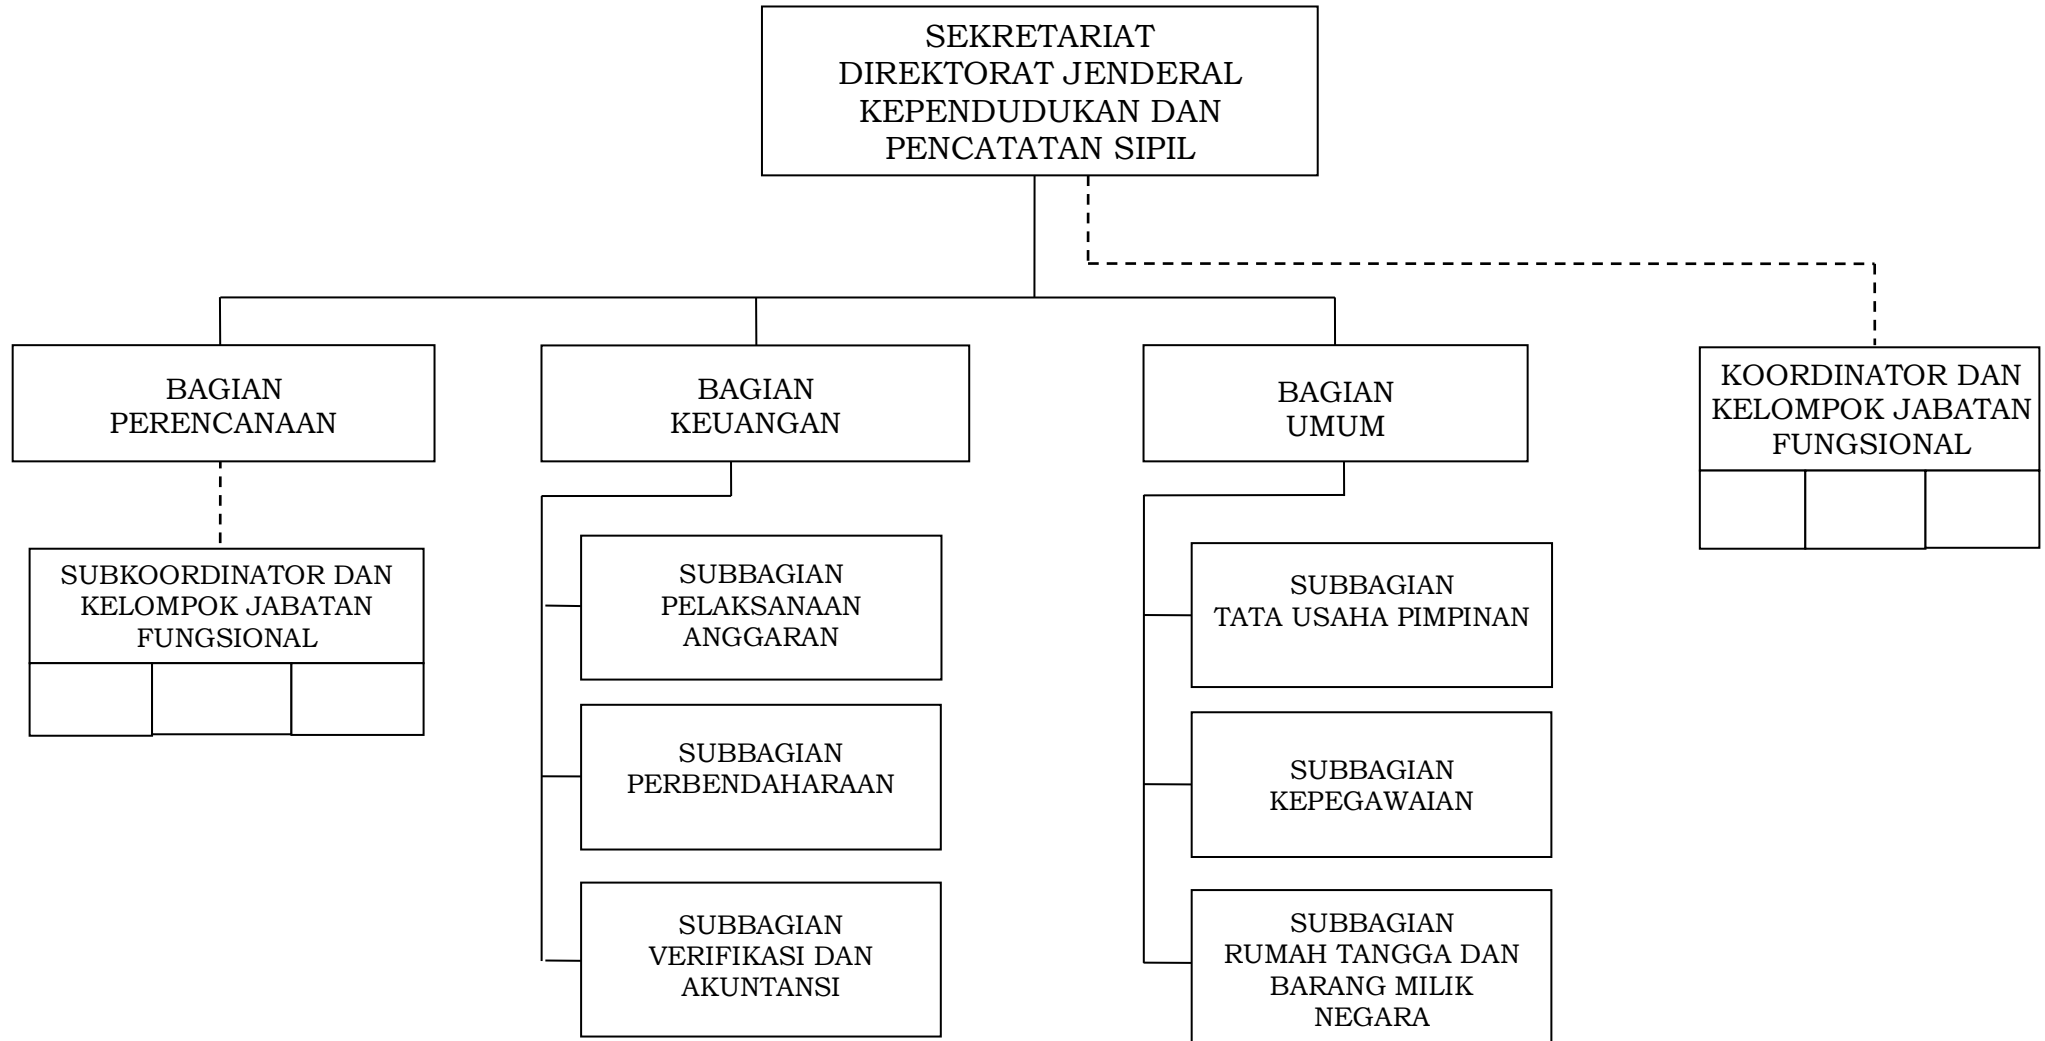 SEKRETARIAT
DIREKTORAT JENDERAL
KEPENDUDUKAN DAN
PENCATATAN SIPIL
BAGIAN
PERENCANAAN
BAGIAN
KEUANGAN
BAGIAN
UMUM
KOORDINATOR DAN
KELOMPOK JABATAN
FUNGSIONAL
SUBKOORDINATOR DAN
KELOMPOK JABATAN
FUNGSIONAL
SUBBAGIAN
PELAKSANAAN
ANGGARAN
SUBBAGIAN
PERBENDAHARAAN
SUBBAGIAN
VERIFIKASI DAN
AKUNTANSI
SUBBAGIAN
TATA USAHA PIMPINAN
SUBBAGIAN
KEPEGAWAIAN
SUBBAGIAN
RUMAH TANGGA DAN
BARANG MILIK
NEGARA